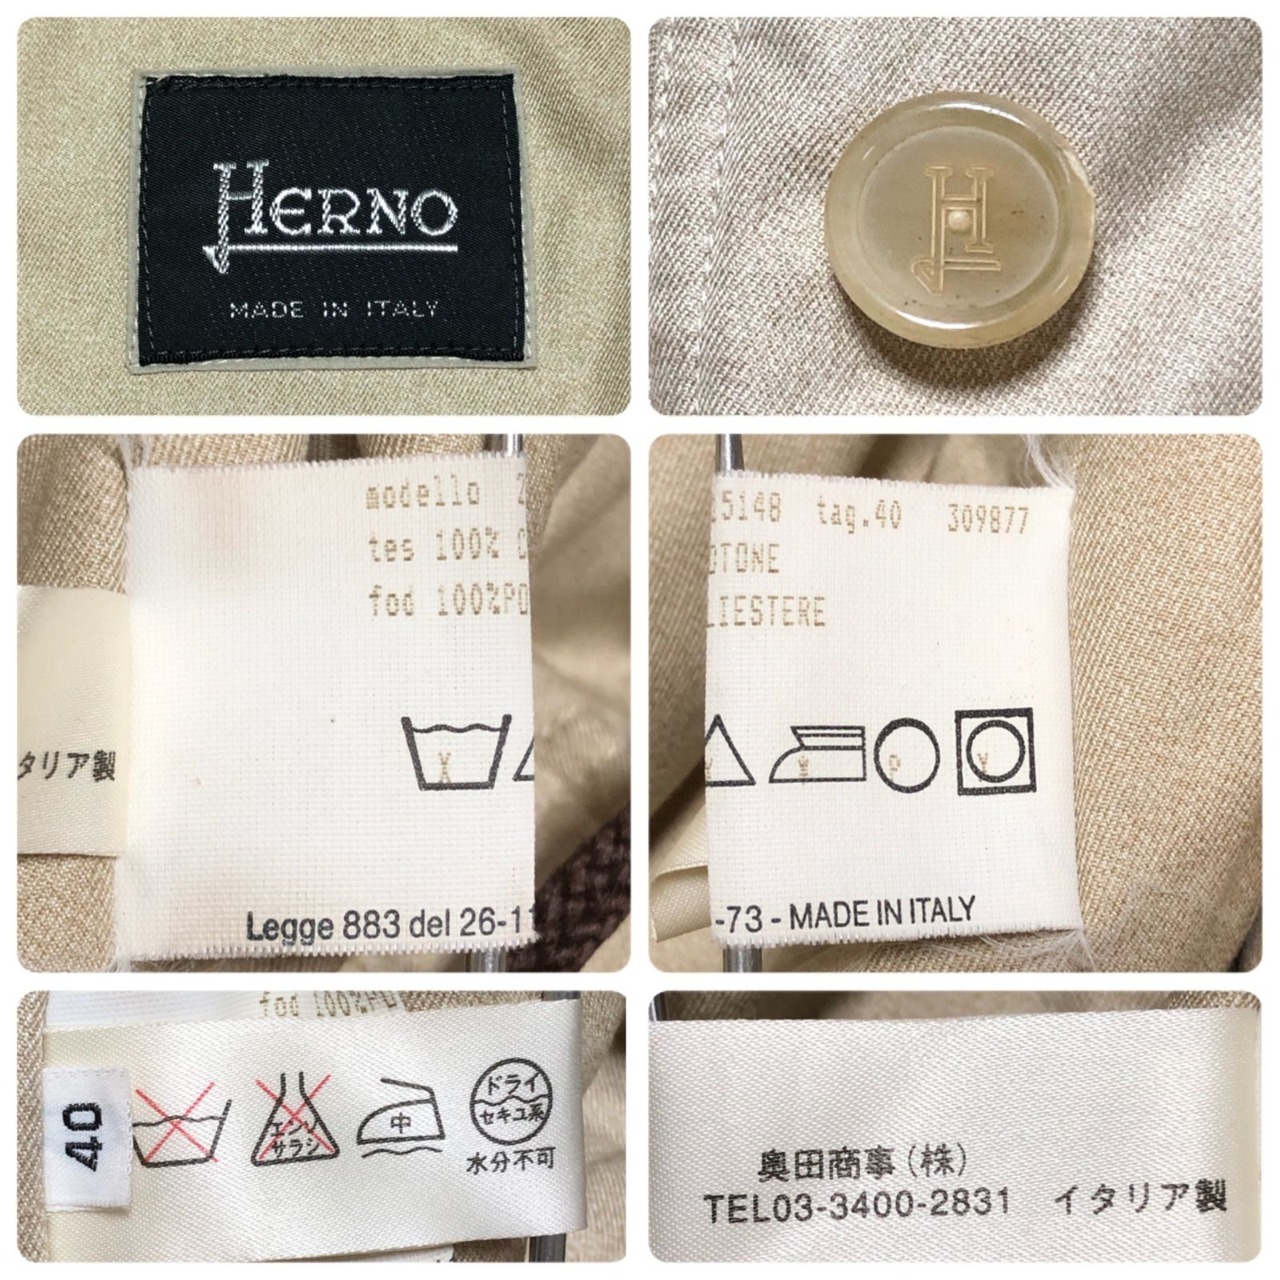 HERNO
MADE IN ITALY
H
modello 2
tes 100% C
fod 100%PO
タリア製
X
Legge 883 del 26-11
5148 tag.40 309877
OTONE
LIESTERE
P
-73 - MADE IN ITALY
fod 100%PO
40
エンソ
サラシ
中
ドライ
セキユ系
水分不可
奥田商事(株)
TEL03-3400-2831 イタリア製